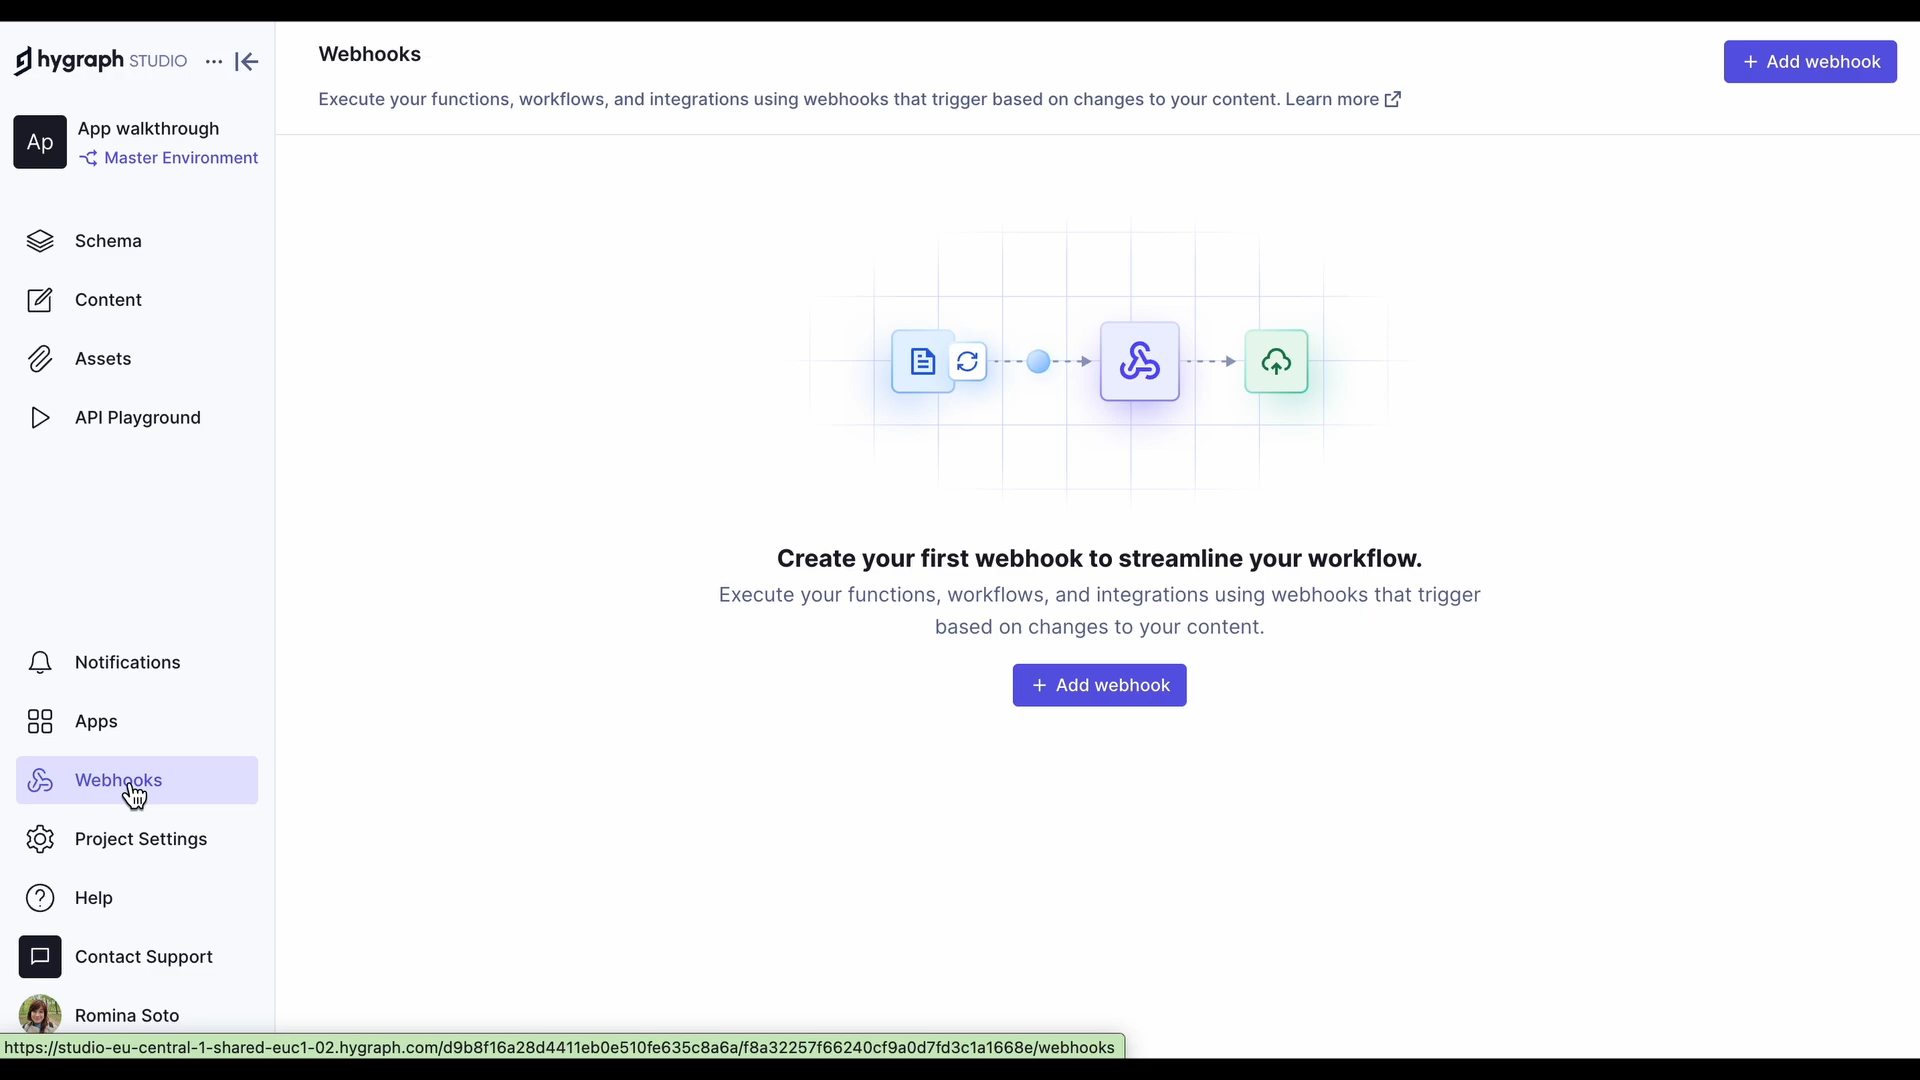 hygraph STUDIO
Ap
App walkthrough
Master Environment
Schema
Content
Assets
API Playground
Notifications
Apps
Webhooks
Project Settings
Help
Contact Support
Romina Soto
Webhooks
Execute your functions, workflows, and integrations using webhooks that trigger based on changes to your content. Learn more
+ Add webhook
Create your first webhook to streamline your workflow.
Execute your functions, workflows, and integrations using webhooks that trigger
based on changes to your content.
+ Add webhook
https://studio-eu-central-1-shared-euc1-02.hygraph.com/d9b8f16a28d4411eb0e510fe635c8a6a/f8a32257f66240cf9a0d7fd3c1a1668e/webhooks